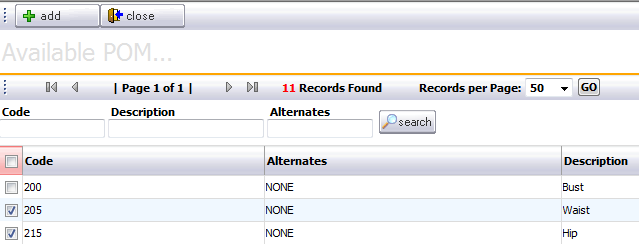 add close
Available POM...
| Page 1 of 1 | 11 Records Found Records per Page: 50 GO
Code Description Alternates
search
Code Alternates Description
200 NONE Bust
205 NONE Waist
215 NONE Hip